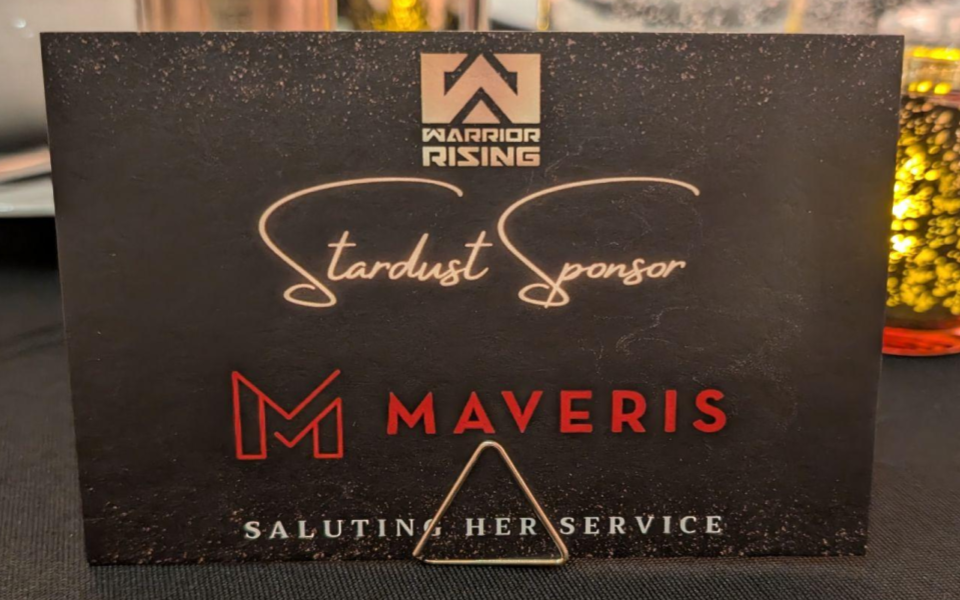 WARRIOR
RISING
Stardust Sponsor
MAVERIS
SALUTING HER SERVICE